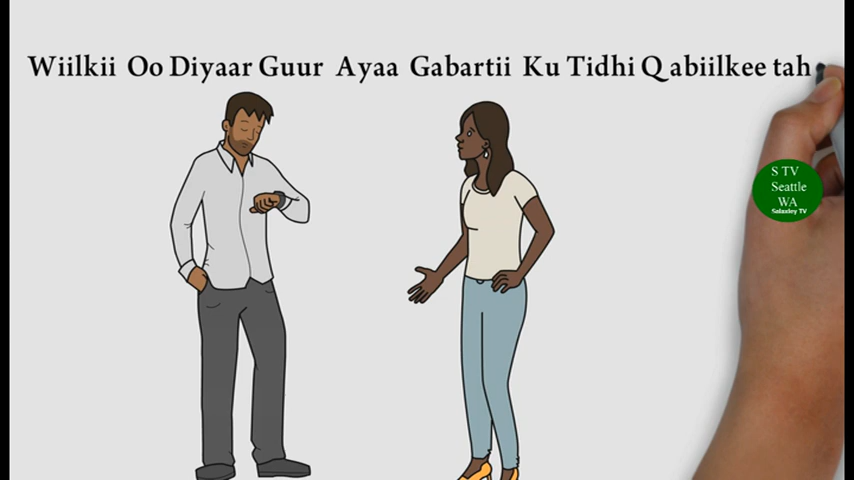 Wiilkii Oo Diyaar Guur Ayaa Gabartii Ku Tidhi Qabiilkee tah
S TV
Seattle
WA
Salaxley TV